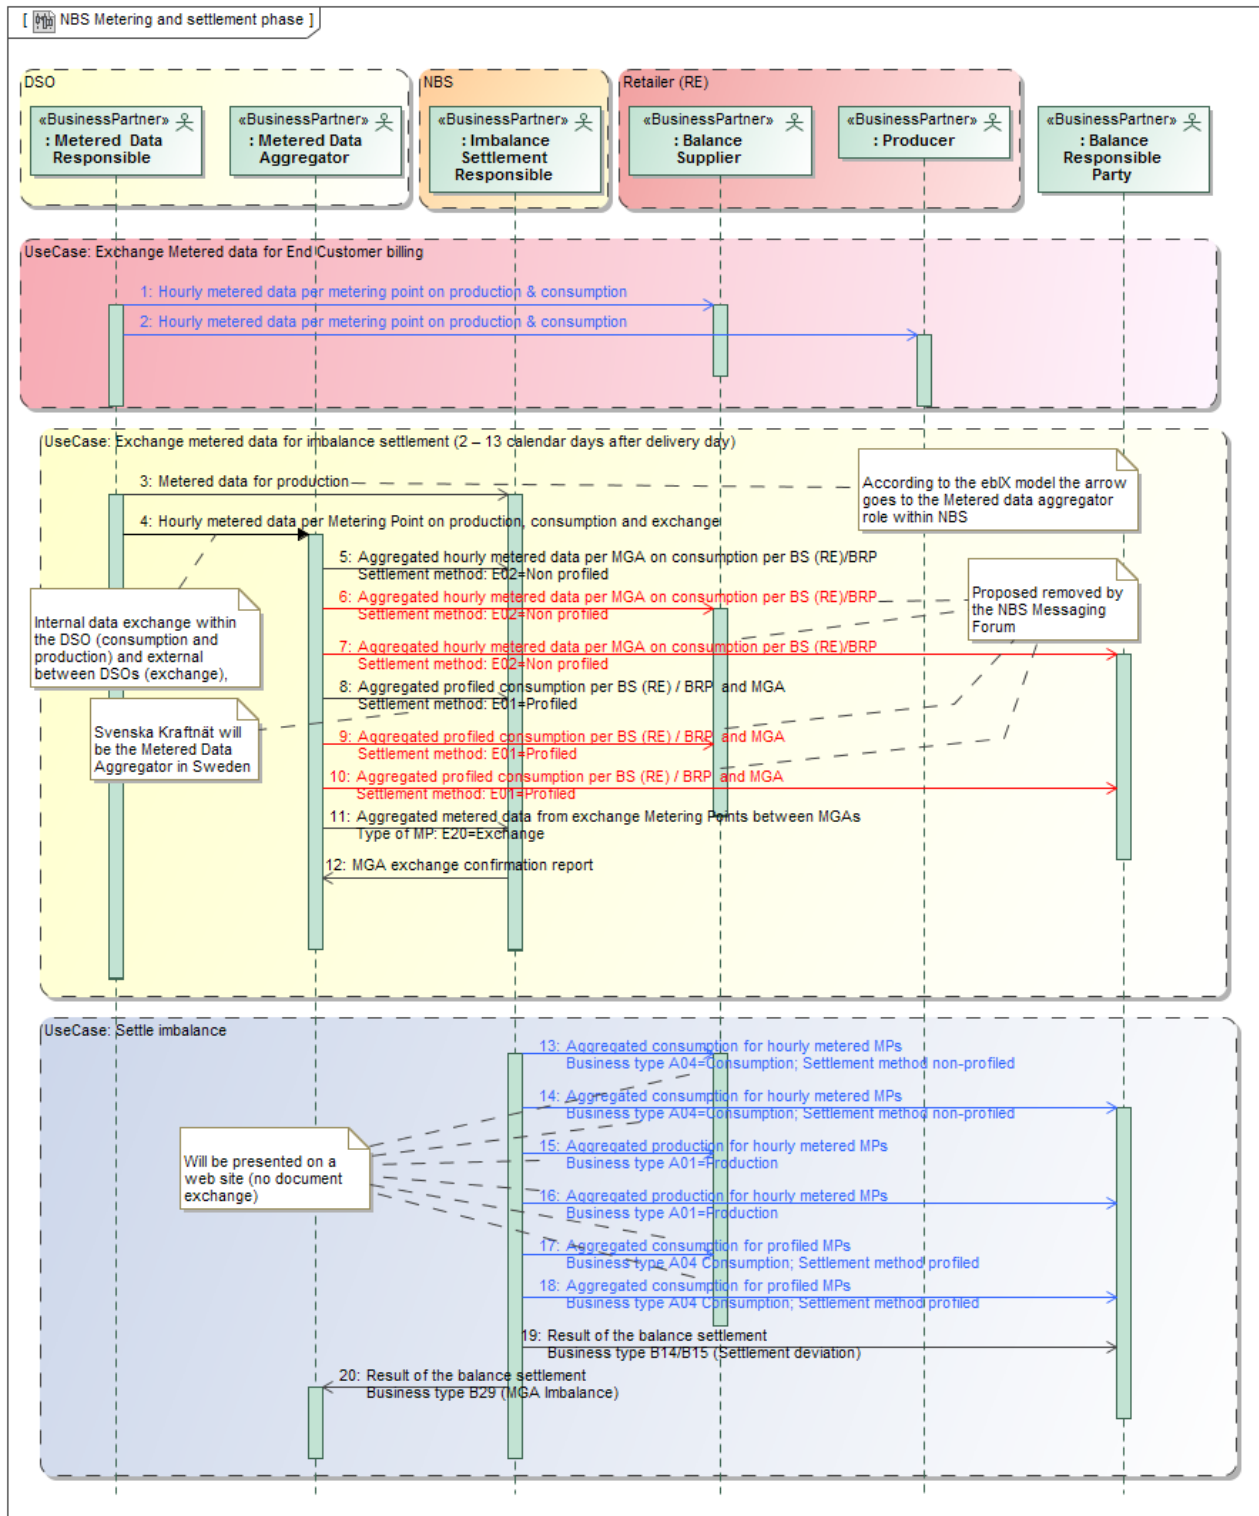 [ NBS Metering and settlement phase ]
DSO
NBS
Retailer (RE)
«BusinessPartner»
: Metered Data
Responsible
«BusinessPartner»
: Metered Data
Aggregator
«BusinessPartner»
: Imbalance
Settlement
Responsible
«BusinessPartner»
: Balance
Supplier
«BusinessPartner»
: Producer
«BusinessPartner»
: Balance
Responsible
Party
UseCase: Exchange Metered data for End Customer billing
1: Hourly metered data per metering point on production & consumption
2: Hourly metered data per metering point on production & consumption
UseCase: Exchange metered data for imbalance settlement (2 – 13 calendar days after delivery day)
3: Metered data for production
According to the ebIX model the arrow
goes to the Metered data aggregator
role within NBS
4: Hourly metered data per Metering Point on production, consumption and exchange
5: Aggregated hourly metered data per MGA on consumption per BS (RE)/BRP
Settlement method: E02=Non profiled
6: Aggregated hourly metered data per MGA on consumption per BS (RE)/BRP
Settlement method: E02=Non profiled
Proposed removed by
the NBS Messaging
Forum
Internal data exchange within
the DSO (consumption and
production) and external
between DSOs (exchange),
7: Aggregated hourly metered data per MGA on consumption per BS (RE)/BRP
Settlement method: E02=Non profiled
8: Aggregated profiled consumption per BS (RE) / BRP and MGA
Settlement method: E01=Profiled
Svenska Kraftnät will
be the Metered Data
Aggregator in Sweden
9: Aggregated profiled consumption per BS (RE) / BRP and MGA
Settlement method: E01=Profiled
10: Aggregated profiled consumption per BS (RE) / BRP and MGA
Settlement method: E01=Profiled
11: Aggregated metered data from exchange Metering Points between MGAs
Type of MP: E20=Exchange
12: MGA exchange confirmation report
UseCase: Settle imbalance
13: Aggregated consumption for hourly metered MPs
Business type A04=Consumption; Settlement method non-profiled
14: Aggregated consumption for hourly metered MPs
Business type A04=Consumption; Settlement method non-profiled
Will be presented on a
web site (no document
exchange)
15: Aggregated production for hourly metered MPs
Business type A01=Production
16: Aggregated production for hourly metered MPs
Business type A01=Production
17: Aggregated consumption for profiled MPs
Business type A04 Consumption; Settlement method profiled
18: Aggregated consumption for profiled MPs
Business type A04 Consumption; Settlement method profiled
19: Result of the balance settlement
Business type B14/B15 (Settlement deviation)
20: Result of the balance settlement
Business type B29 (MGA Imbalance)